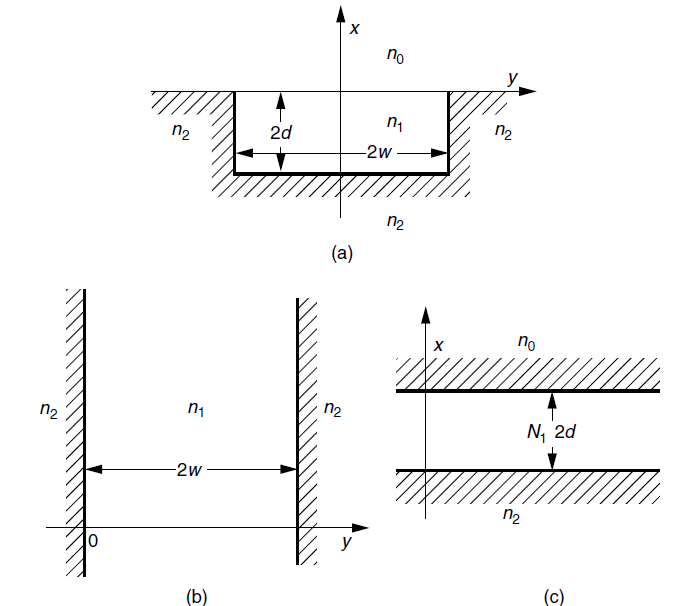 x
n₀
y
n₂
2d
n₁
n₂
2w
n₂
(a)
x
n₀
n₂
n₁
n₂
N₁ 2d
2w
n₂
0
y
(b)
(c)